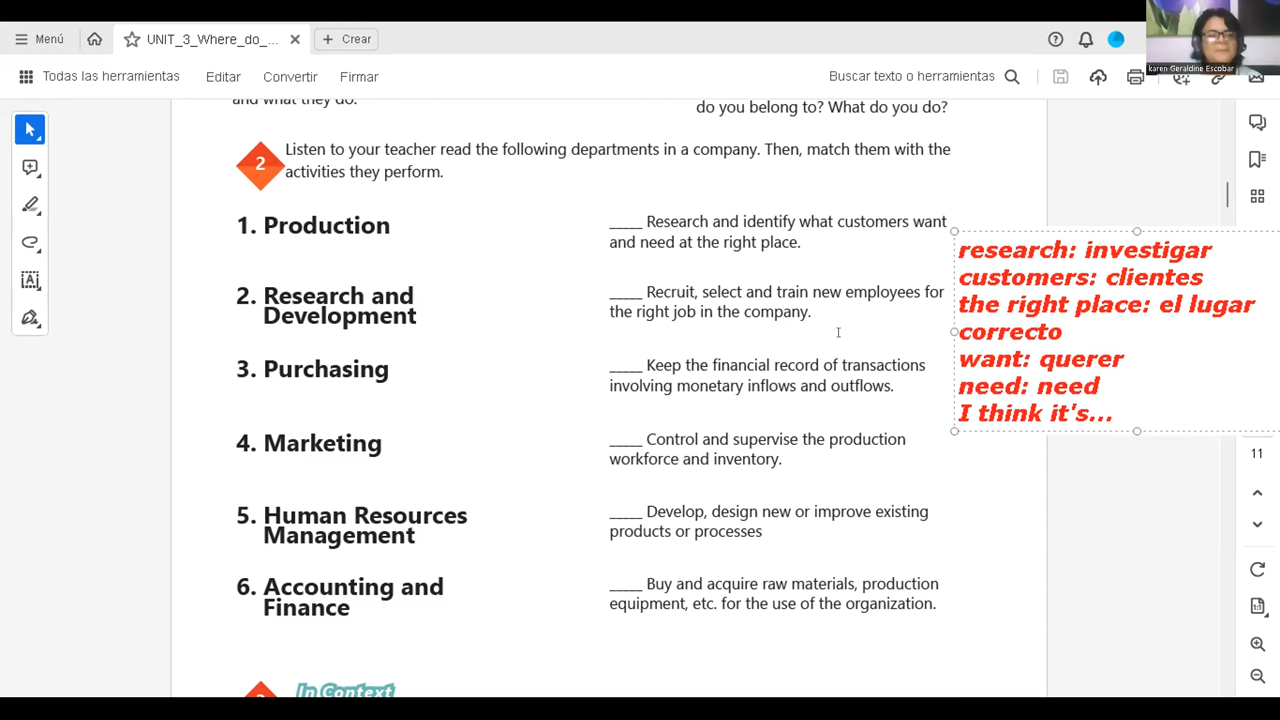 Menú
UNIT_3_Where_do_...
Crear
karen Geraldine Escobar
Todas las herramientas
Editar
Convertir
Firmar
Buscar texto o herramientas
and what they do.
do you belong to? What do you do?
2
Listen to your teacher read the following departments in a company. Then, match them with the
activities they perform.
1. Production
_____ Research and identify what customers want
and need at the right place.
2. Research and
Development
_____ Recruit, select and train new employees for
the right job in the company.
3. Purchasing
_____ Keep the financial record of transactions
involving monetary inflows and outflows.
4. Marketing
_____ Control and supervise the production
workforce and inventory.
5. Human Resources
Management
_____ Develop, design new or improve existing
products or processes
6. Accounting and
Finance
_____ Buy and acquire raw materials, production
equipment, etc. for the use of the organization.
research: investigar
customers: clientes
the right place: el lugar
correcto
want: querer
need: need
I think it's...
11
In Context